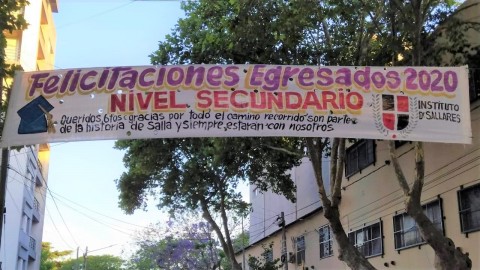 Felicitaciones Egresados 2020
NIVEL SECUNDARIO
Queridos 6tos: gracias por todo el camino recorrido, son parte
de la historia de Salla y siempre estarán con nosotros
INSTITUTO
D'SALLARES